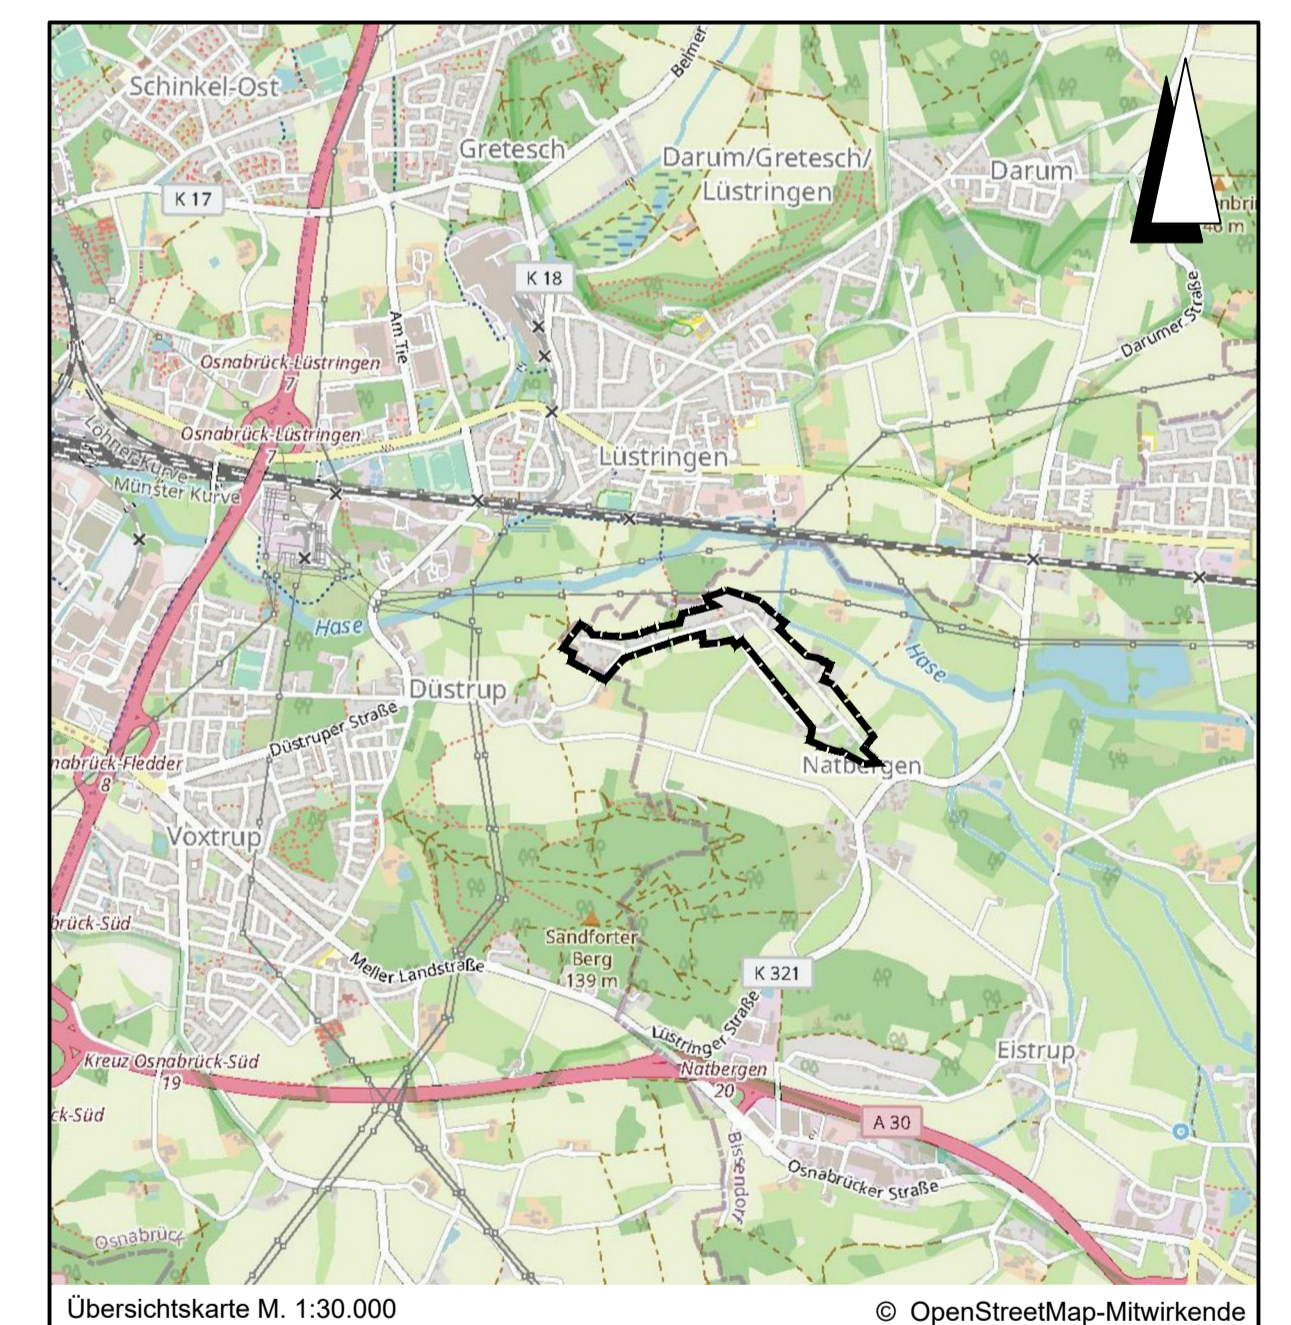 Schinkel-Ost
Belmer
Gretesch
Darum/Gretesch/
Lüstringen
Darum
K 17
K 18
Am Tie
Darumer Straße
Osnabrück-Lüstringen
7
Osnabrück-Lüstringen
7
Löhner Kurve
Münster Kurve
Lüstringen
Hase
Hase
Düstrup
Düstruper Straße
nabrück-Fledder
8
Natbergen
Voxtrup
brück-Süd
Sandforter
Berg
139 m
Meller Landstraße
K 321
Lüstringer Straße
Natbergen
20
Eistrup
Kreuz Osnabrück-Süd
19
ck-Süd
A 30
Bissendorf
Osnabrücker Straße
Osnabrück
Übersichtskarte M. 1:30.000
© OpenStreetMap-Mitwirkende